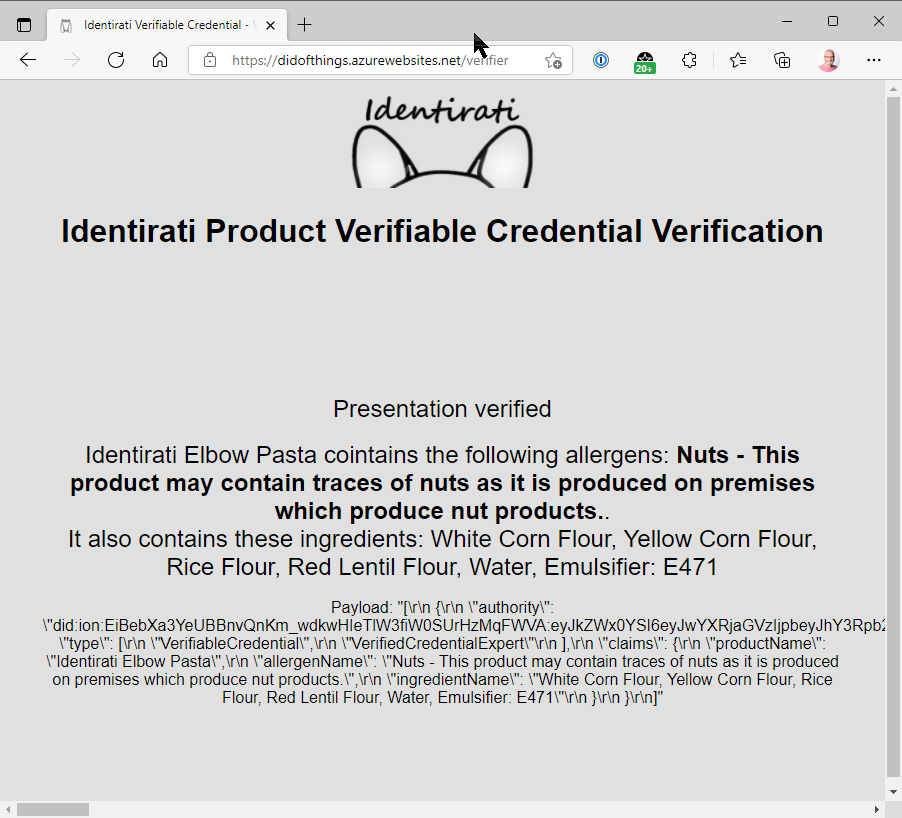 Identirati Verifiable Credential - V
https://didofthings.azurewebsites.net/verifier
20+
Identirati
Identirati Product Verifiable Credential Verification
Presentation verified
Identirati Elbow Pasta cointains the following allergens: Nuts - This
product may contain traces of nuts as it is produced on premises
which produce nut products..
It also contains these ingredients: White Corn Flour, Yellow Corn Flour,
Rice Flour, Red Lentil Flour, Water, Emulsifier: E471
Payload: "[\r\n {\r\n \"authority\":
\"did:ion:EiBebXa3YeUBBnvQnKm_wdkwHIeTlW3fiW0SUrHzMqFWVA:eyJkZWx0YSI6eyJwYXRjaGVzIjpbeyJhY3Rpb2
\"type\": [\r\n \"VerifiableCredential\",\r\n \"VerifiedCredentialExpert\"\r\n ],\r\n \"claims\": {\r\n \"productName\":
\"Identirati Elbow Pasta\",\r\n \"allergenName\": \"Nuts - This product may contain traces of nuts as it is produced
on premises which produce nut products.\",\r\n \"ingredientName\": \"White Corn Flour, Yellow Corn Flour, Rice
Flour, Red Lentil Flour, Water, Emulsifier: E471\"\r\n }\r\n }\r\n]"